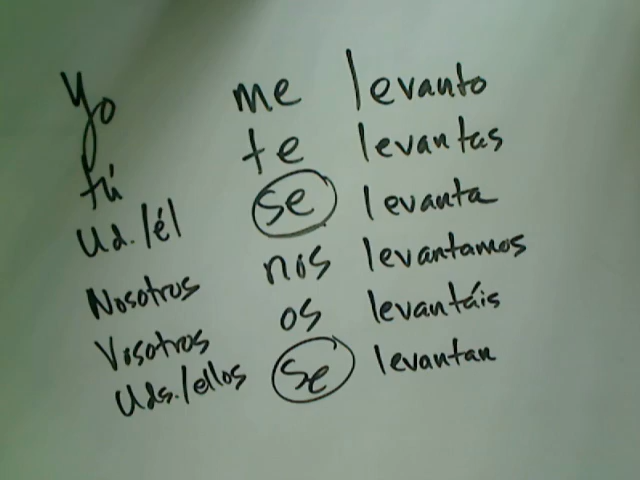 Yo me levanto
tú te levantas
Ud./él se levanta
Nosotros nos levantamos
Vosotros os levantáis
Uds./ellos se levantan